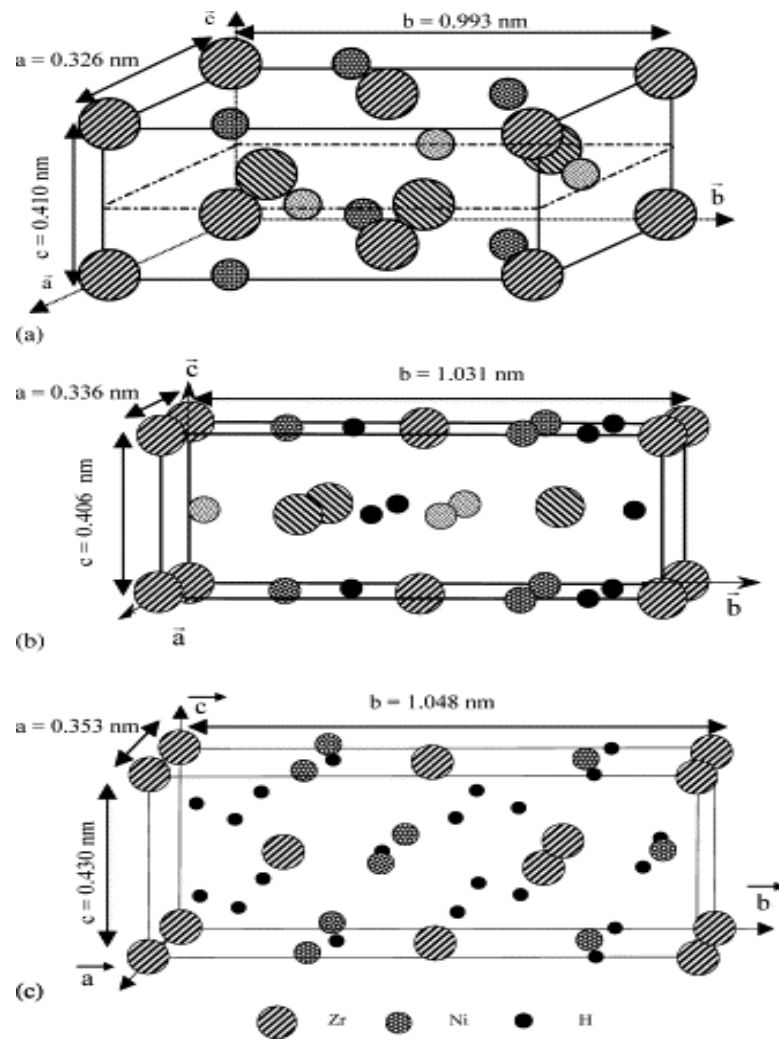 c
b = 0.993 nm
a = 0.326 nm
c = 0.410 nm
b
a
(a)
c
a = 0.336 nm
b = 1.031 nm
c = 0.406 nm
b
(b)
a
c
b = 1.048 nm
a = 0.353 nm
c = 0.430 nm
b
a
(c)
Zr Ni H